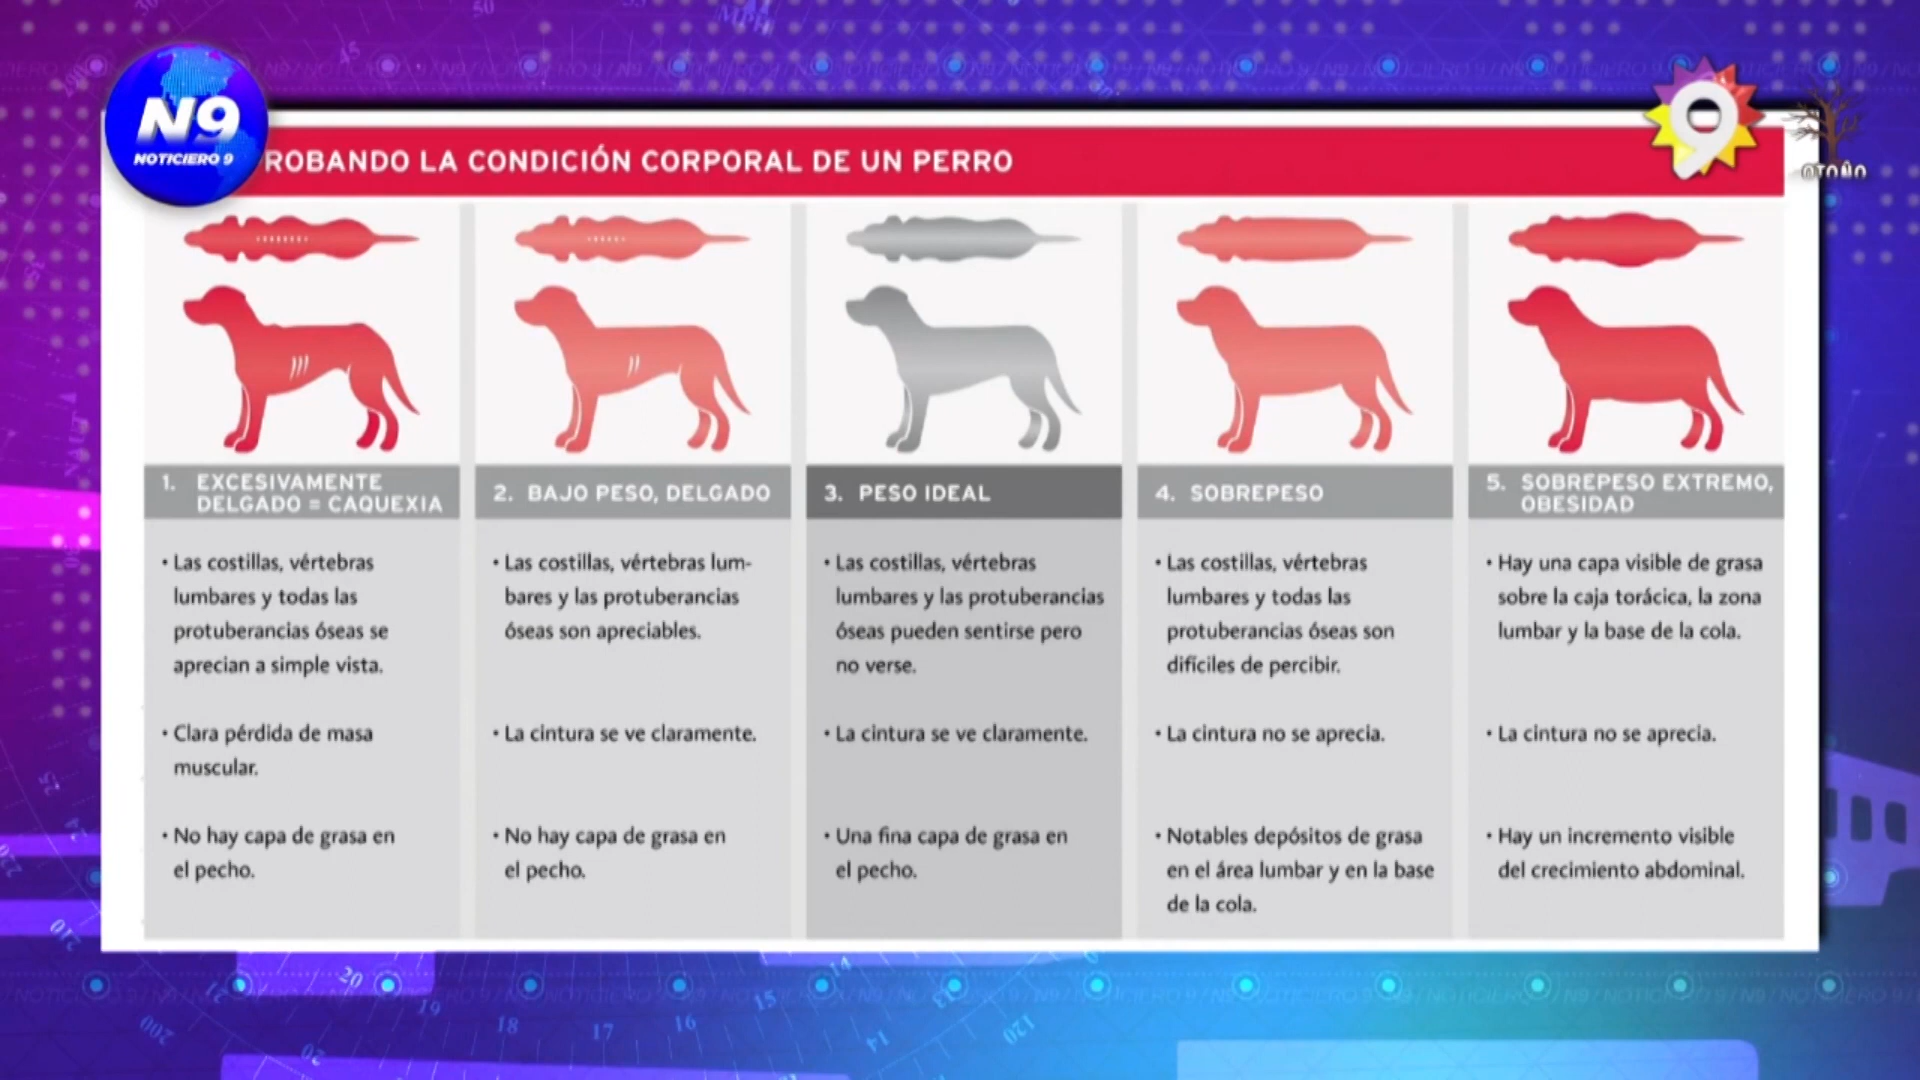 N9
NOTICIERO 9
9
OTOÑO
ROBANDO LA CONDICIÓN CORPORAL DE UN PERRO
1. EXCESIVAMENTE
DELGADO = CAQUEXIA
• Las costillas, vértebras
lumbares y todas las
protuberancias óseas se
aprecian a simple vista.
• Clara pérdida de masa
muscular.
• No hay capa de grasa en
el pecho.
2. BAJO PESO, DELGADO
• Las costillas, vértebras lum-
bares y las protuberancias
óseas son apreciables.
• La cintura se ve claramente.
• No hay capa de grasa en
el pecho.
3. PESO IDEAL
• Las costillas, vértebras
lumbares y las protuberancias
óseas pueden sentirse pero
no verse.
• La cintura se ve claramente.
• Una fina capa de grasa en
el pecho.
4. SOBREPESO
• Las costillas, vértebras
lumbares y todas las
protuberancias óseas son
difíciles de percibir.
• La cintura no se aprecia.
• Notables depósitos de grasa
en el área lumbar y en la base
de la cola.
5. SOBREPESO EXTREMO,
OBESIDAD
• Hay una capa visible de grasa
sobre la caja torácica, la zona
lumbar y la base de la cola.
• La cintura no se aprecia.
• Hay un incremento visible
del crecimiento abdominal.
20
19
18
17
16
15
14